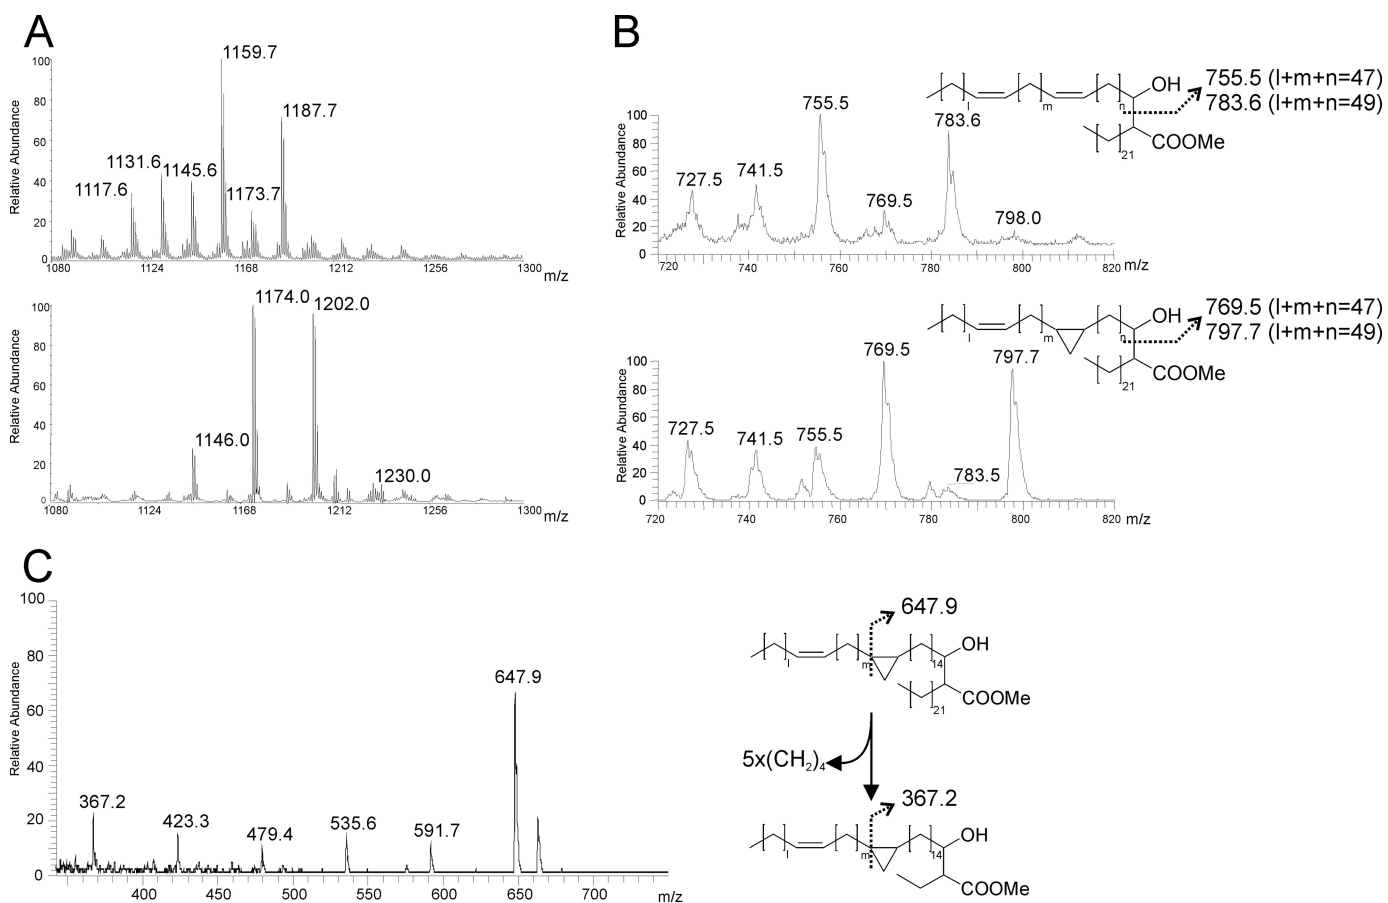 A
Relative Abundance
100
80
60
40
20
0
1159.7
1187.7
1131.6
1145.6
1117.6
1173.7
1080
1124
1168
1212
1256
1300
m/z
Relative Abundance
100
80
60
40
20
0
1174.0
1202.0
1146.0
1230.0
1080
1124
1168
1212
1256
1300
m/z
B
Relative Abundance
100
80
60
40
20
0
755.5
783.6
727.5
741.5
769.5
798.0
720
740
760
780
800
820
m/z
l
m
n
OH
21
COOMe
755.5 (l+m+n=47)
783.6 (l+m+n=49)
Relative Abundance
100
80
60
40
20
0
769.5
797.7
727.5
741.5
755.5
783.5
720
740
760
780
800
820
m/z
l
m
n
OH
21
COOMe
769.5 (l+m+n=47)
797.7 (l+m+n=49)
C
Relative Abundance
100
80
60
40
20
0
647.9
367.2
423.3
479.4
535.6
591.7
400
450
500
550
600
650
700
m/z
647.9
l
m
14
OH
21
COOMe
5x(CH2)4
367.2
l
m
14
OH
COOMe